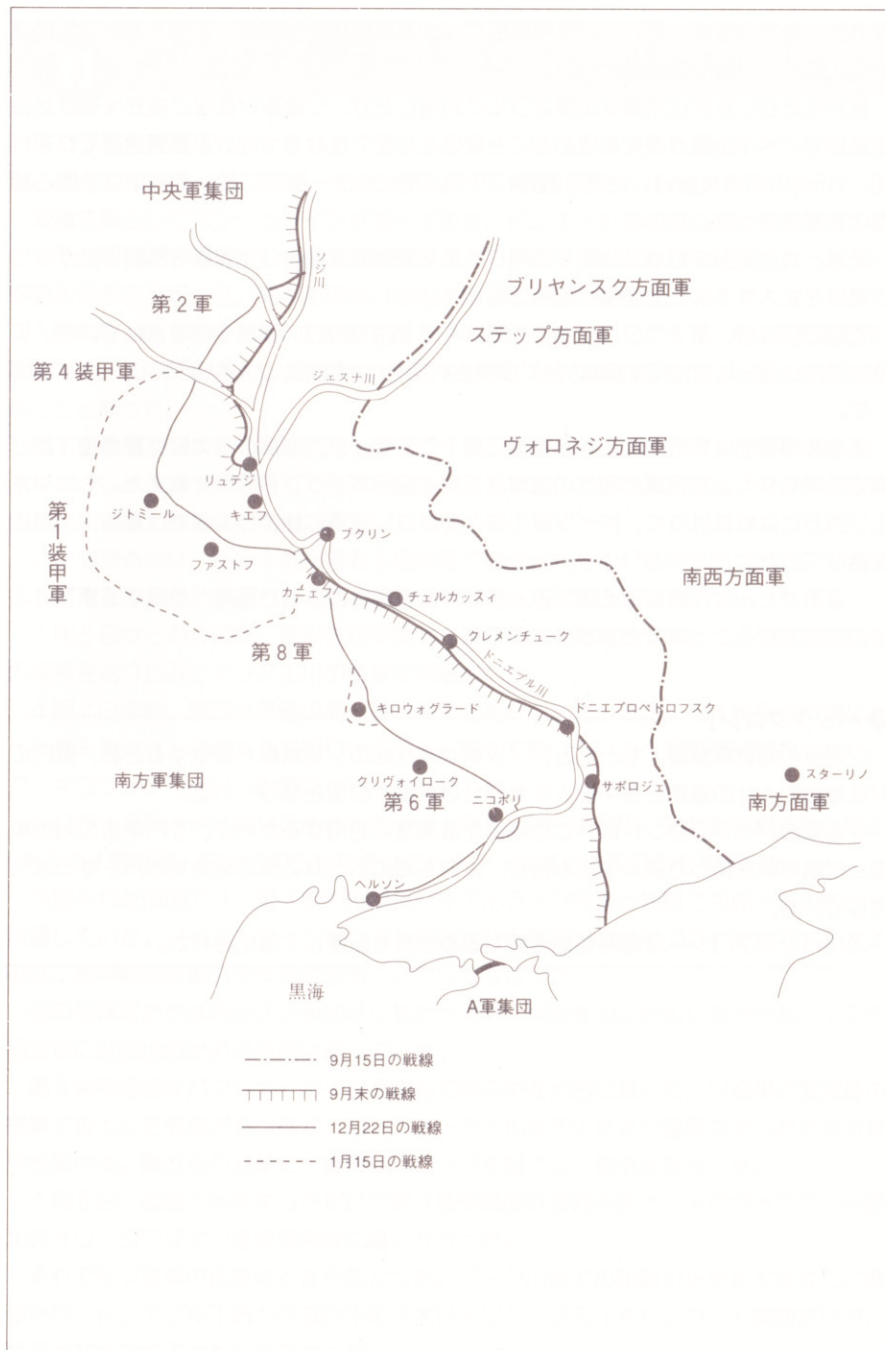 中央軍集団
ソジ川
ブリヤンスク方面軍
第2軍
ステップ方面軍
第4装甲軍
ジェスナ川
ヴォロネジ方面軍
リュテジ
ジトミール
キエフ
第1装甲軍
ブクリン
ファストフ
南西方面軍
カニェフ
チェルカッスィ
クレメンチューク
第8軍
ドニエプル川
キロヴォグラード
ドニエプロペトロフスク
南方軍集団
クリヴォイローク
サポロジェ
スターリノ
第6軍
ニコポリ
南方面軍
ヘルソン
黒海
A軍集団
9月15日の戦線
9月末の戦線
12月22日の戦線
1月15日の戦線